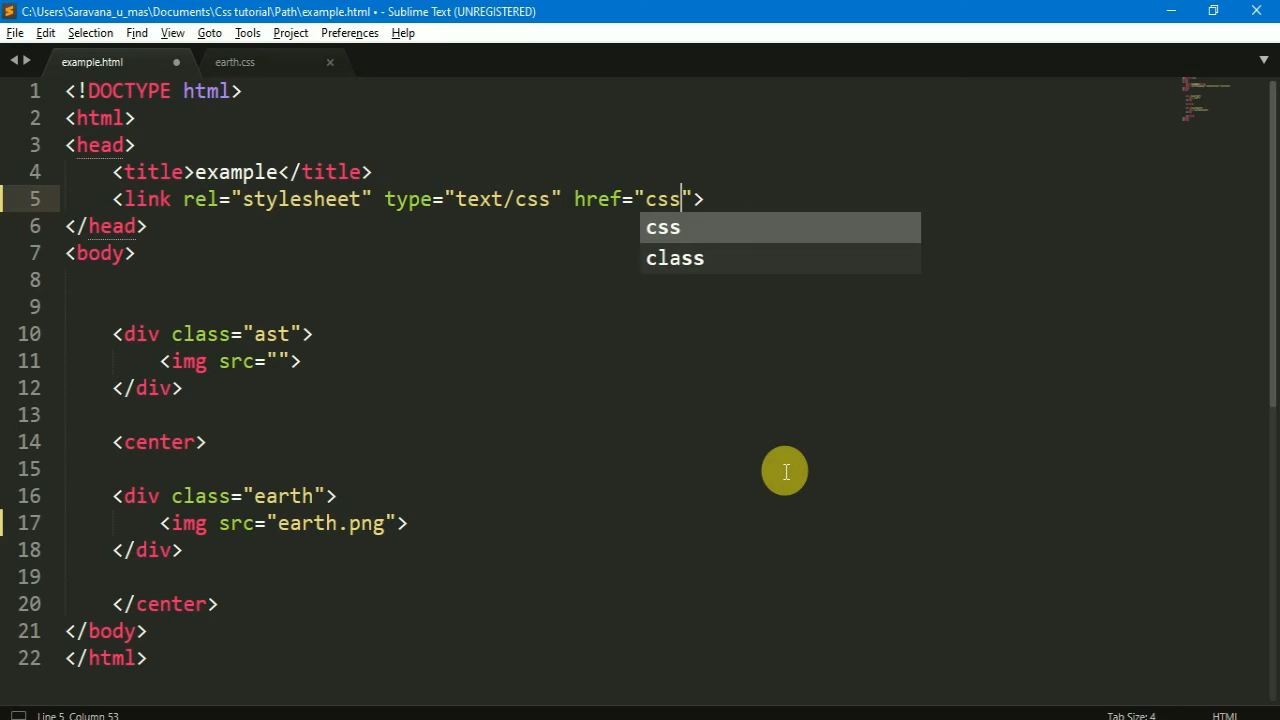 C:\Users\Saravana_u_mas\Documents\Css tutorial\Path\example.html • - Sublime Text (UNREGISTERED)
File Edit Selection Find View Goto Tools Project Preferences Help
example.html earth.css
1 <!DOCTYPE html>
2 <html>
3 <head>
4 <title>example</title>
5 <link rel="stylesheet" type="text/css" href="css">
6 </head>
css
7 <body>
class
8
9
10 <div class="ast">
11 <img src="">
12 </div>
13
14 <center>
15
16 <div class="earth">
17 <img src="earth.png">
18 </div>
19
20 </center>
21 </body>
22 </html>
Line 5, Column 53 Tab Size: 4 HTML